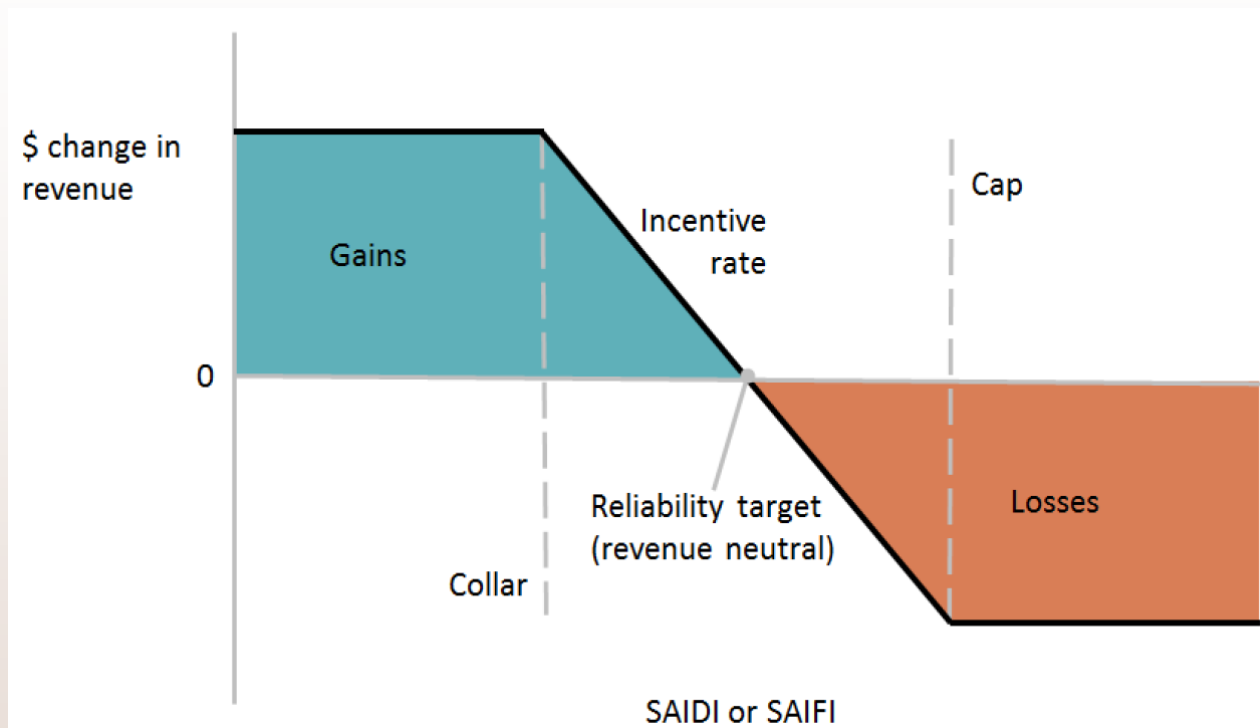 $ change in
revenue
Cap
Incentive
rate
Gains
0
Reliability target
(revenue neutral)
Losses
Collar
SAIDI or SAIFI